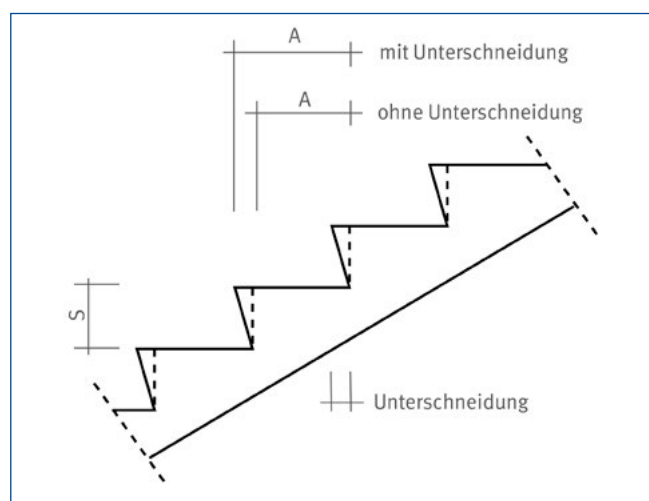 A
mit Unterschneidung
A
ohne Unterschneidung
S
Unterschneidung